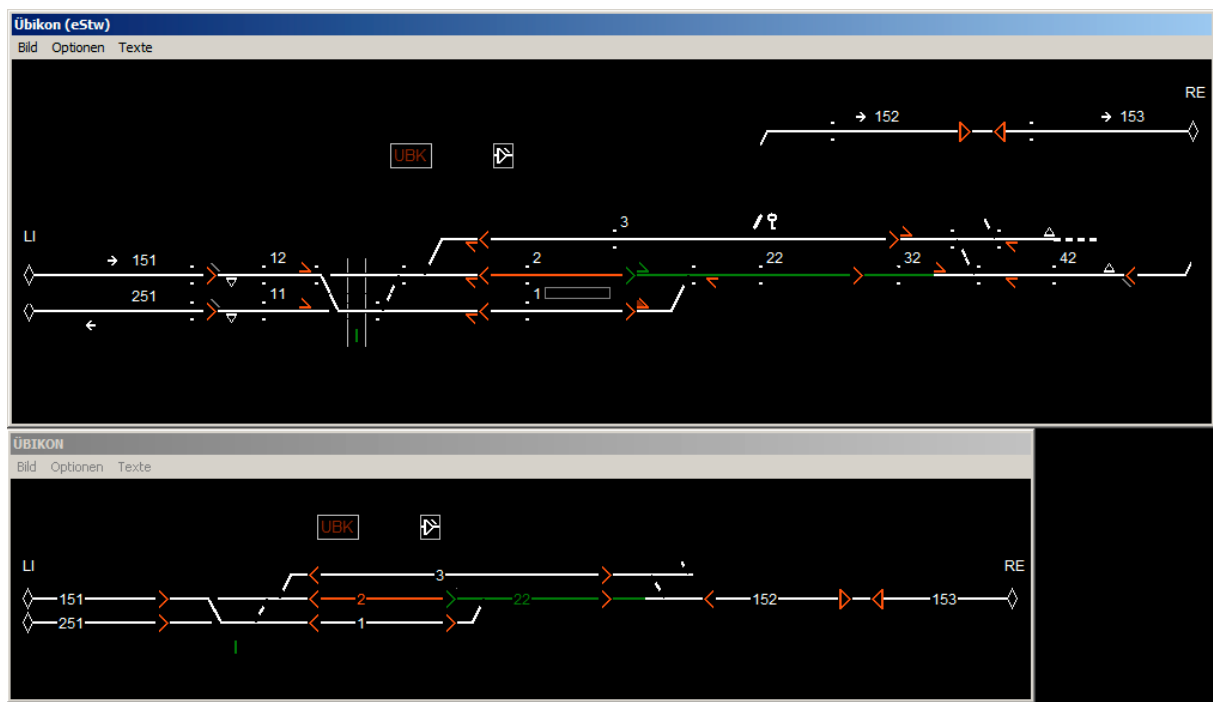 Übikon (eStw)
Bild Optionen Texte
RE
152 153
UBK
3
LI
151 12 2 22 32 42
251 11 1
I
ÜBIKON
Bild Optionen Texte
UBK
LI RE
3
151 2 22 152 153
251 1
I